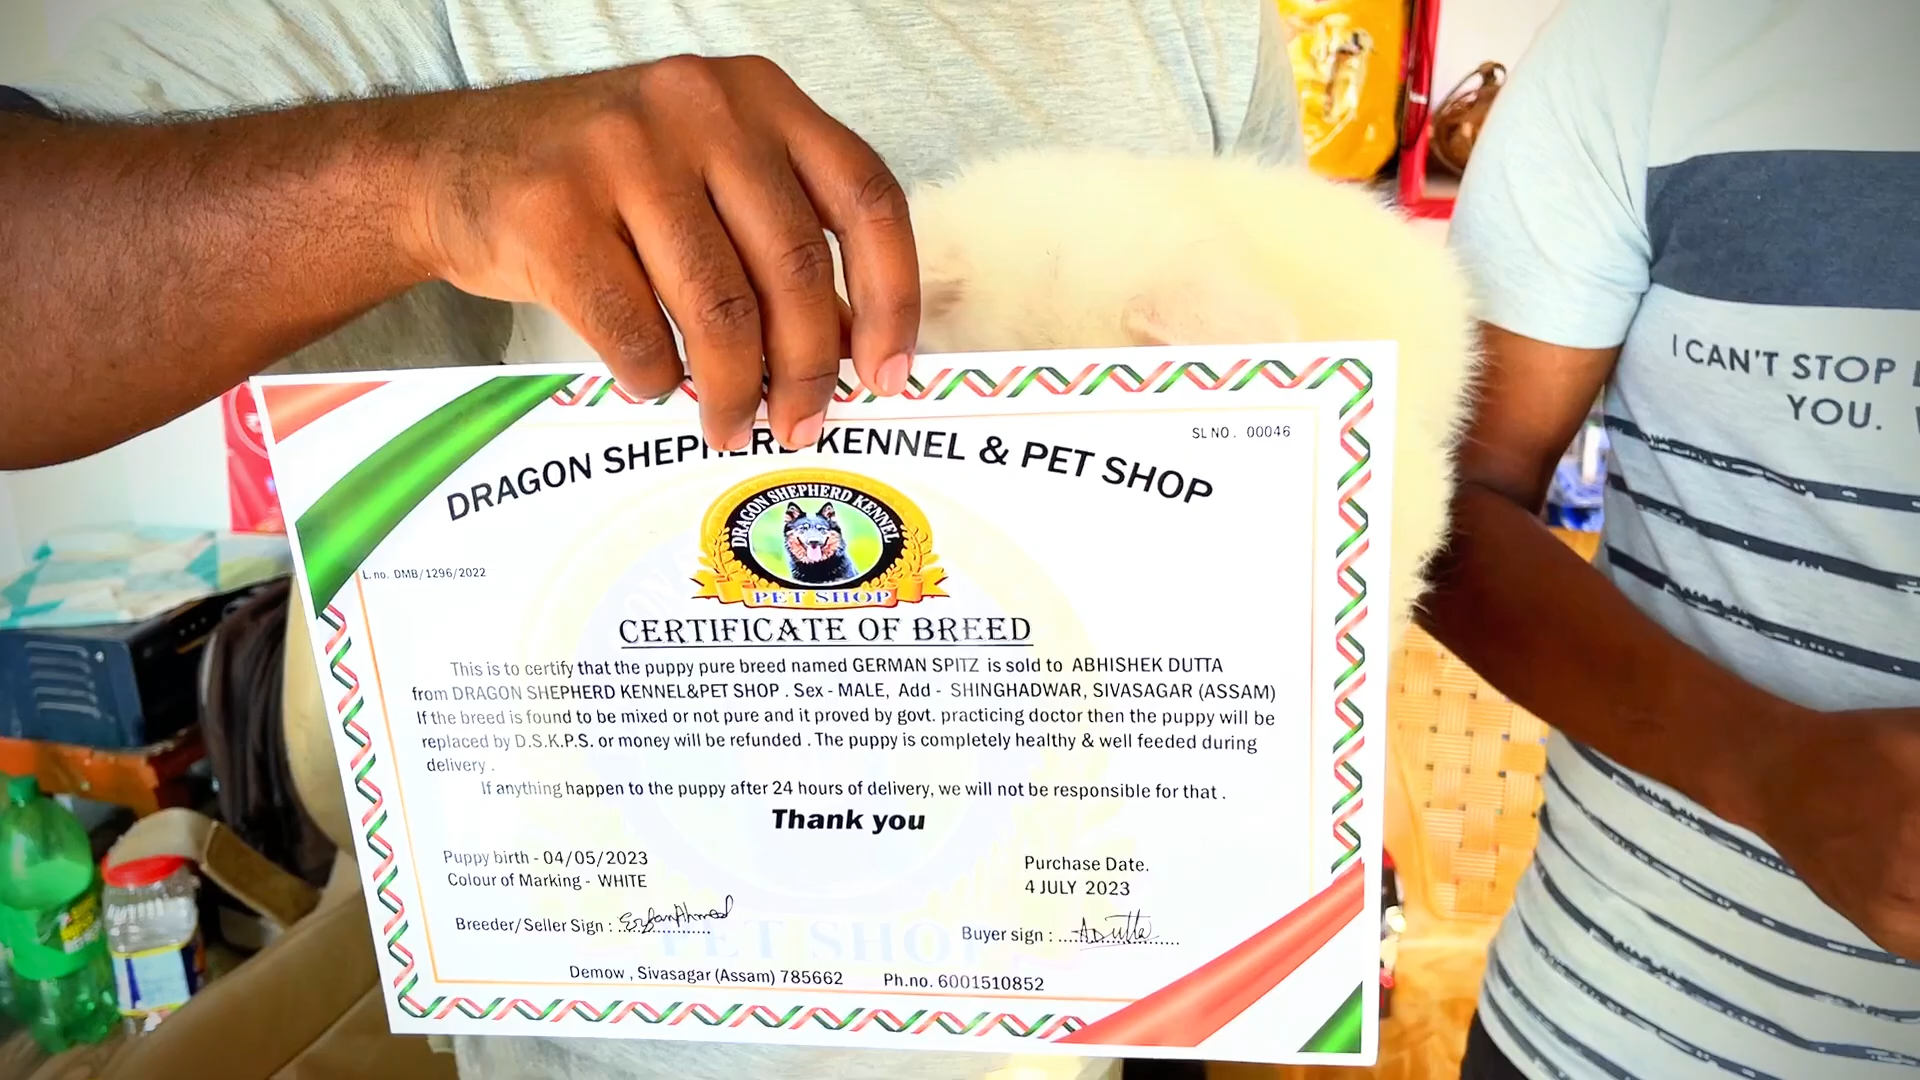 SL NO. 00046
DRAGON SHEPHERD KENNEL & PET SHOP
DRAGON SHEPHERD KENNEL
PET SHOP
L.no. DMB/1296/2022
CERTIFICATE OF BREED
This is to certify that the puppy pure breed named GERMAN SPITZ is sold to ABHISHEK DUTTA
from DRAGON SHEPHERD KENNEL&PET SHOP . Sex - MALE, Add - SHINGHADWAR, SIVASAGAR (ASSAM)
If the breed is found to be mixed or not pure and it proved by govt. practicing doctor then the puppy will be
replaced by D.S.K.P.S. or money will be refunded . The puppy is completely healthy & well feeded during
delivery .
If anything happen to the puppy after 24 hours of delivery, we will not be responsible for that .
Thank you
Puppy birth - 04/05/2023
Colour of Marking - WHITE
Purchase Date.
4 JULY 2023
Breeder/Seller Sign : ErfanAhmed
Buyer sign : ADutta
Demow , Sivasagar (Assam) 785662 Ph.no. 6001510852
I CAN'T STOP
YOU.